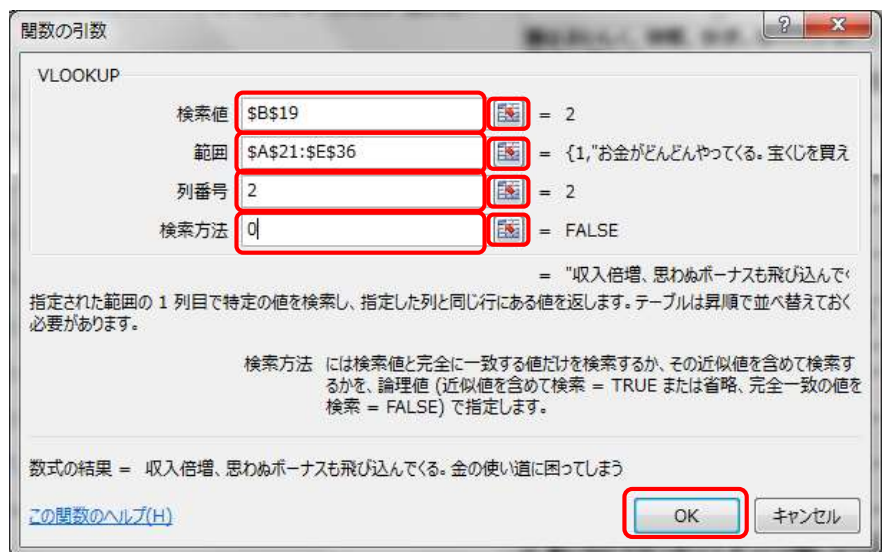 関数の引数
VLOOKUP
検索値 $B$19 = 2
範囲 $A$21:$E$36 = {1,"お金がどんどんやってくる。宝くじを買え
列番号 2 = 2
検索方法 0 = FALSE
= "収入倍増、思わぬボーナスも飛び込んでく
指定された範囲の 1 列目で特定の値を検索し、指定した列と同じ行にある値を返します。テーブルは昇順で並べ替えておく
必要があります。
検索方法 には検索値と完全に一致する値だけを検索するか、その近似値を含めて検索す
るかを、論理値 (近似値を含めて検索 = TRUE または省略、完全一致の値を
検索 = FALSE) で指定します。
数式の結果 = 収入倍増、思わぬボーナスも飛び込んでくる。金の使い道に困ってしまう
この関数のヘルプ(H)
OK キャンセル